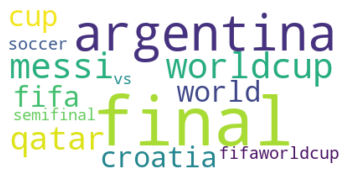 cup argentina
soccer
messi vs worldcup
fifa world
semifinal final
qatar
croatia fifaworldcup